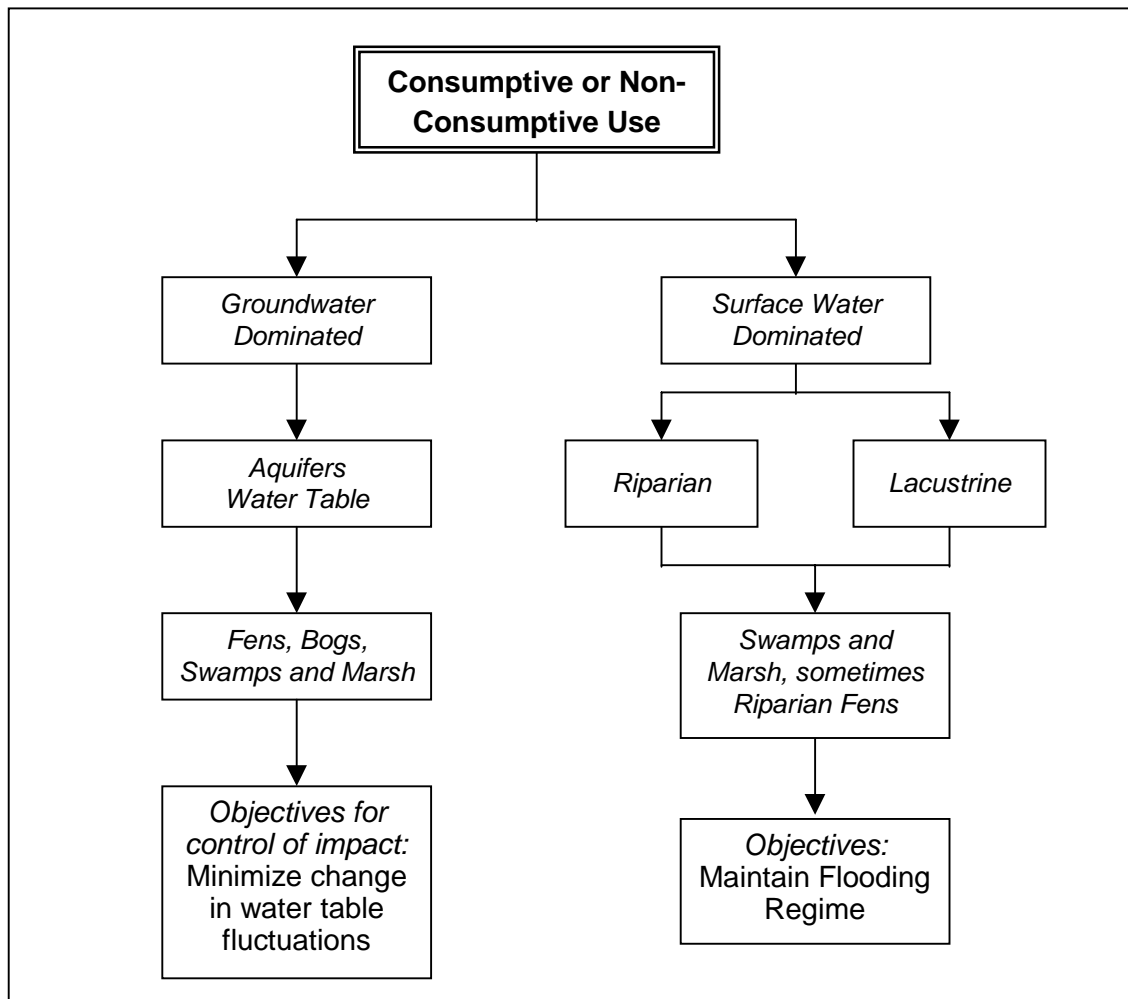 Consumptive or Non-
Consumptive Use
Groundwater
Dominated
Surface Water
Dominated
Aquifers
Water Table
Riparian
Lacustrine
Fens, Bogs,
Swamps and Marsh
Swamps and
Marsh, sometimes
Riparian Fens
Objectives for
control of impact:
Minimize change
in water table
fluctuations
Objectives:
Maintain Flooding
Regime